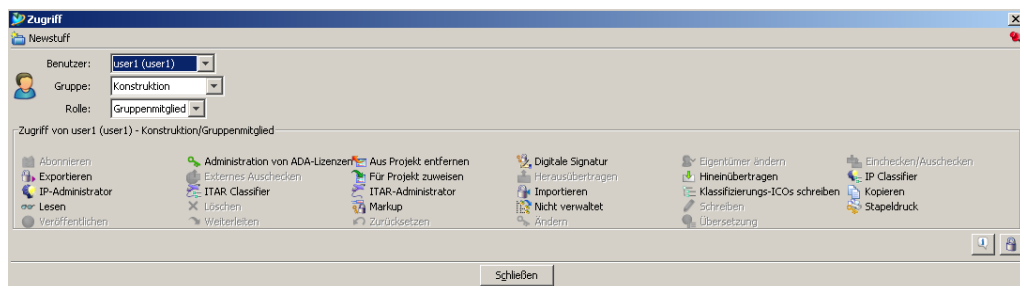 Zugriff
Newstuff
Benutzer: user1 (user1)
Gruppe: Konstruktion
Rolle: Gruppenmitglied
Zugriff von user1 (user1) - Konstruktion/Gruppenmitglied
Abonnieren Administration von ADA-Lizenzen Aus Projekt entfernen Digitale Signatur Eigentümer ändern Einchecken/Auschecken
Exportieren Externes Auschecken Für Projekt zuweisen Herausübertragen Hineinübertragen IP Classifier
IP-Administrator ITAR Classifier ITAR-Administrator Importieren Klassifizierungs-ICOs schreiben Kopieren
Lesen Löschen Markup Nicht verwaltet Schreiben Stapeldruck
Veröffentlichen Weiterleiten Zurücksetzen Ändern Übersetzung
Schließen